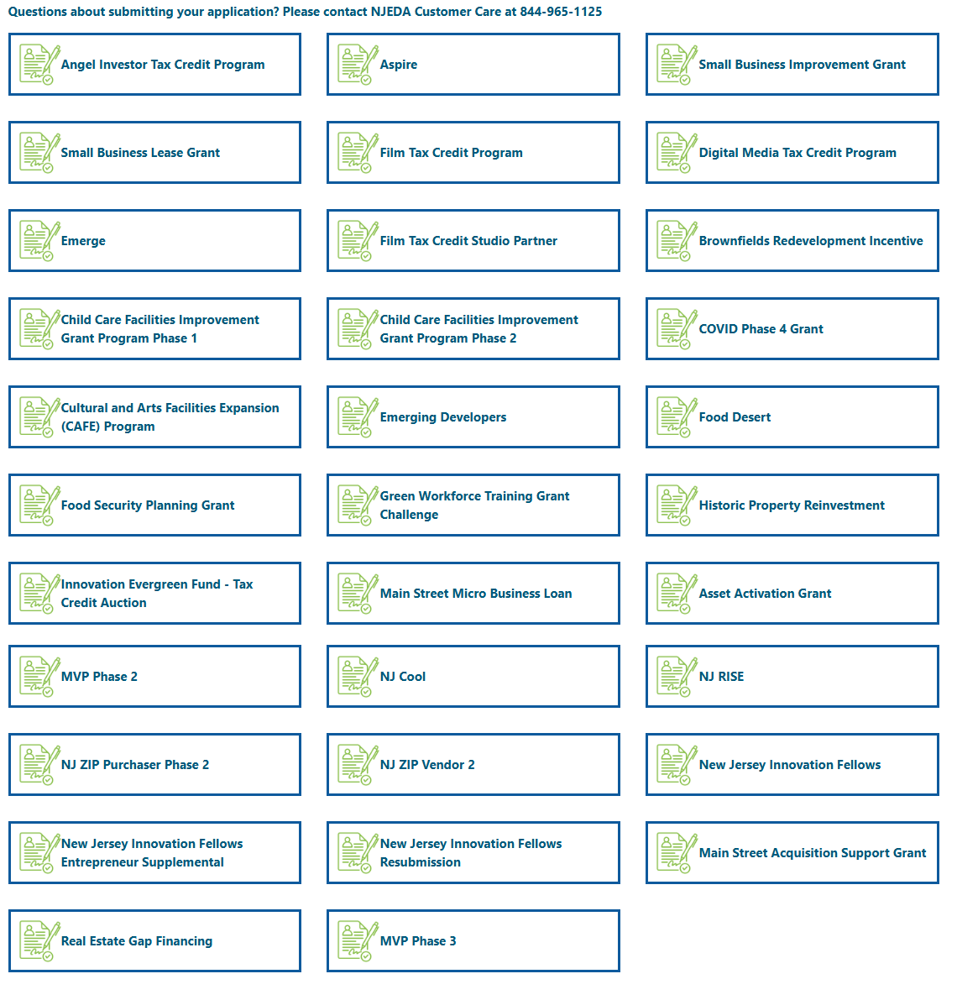 Questions about submitting your application? Please contact NJEDA Customer Care at 844-965-1125
Angel Investor Tax Credit Program
Aspire
Small Business Improvement Grant
Small Business Lease Grant
Film Tax Credit Program
Digital Media Tax Credit Program
Emerge
Film Tax Credit Studio Partner
Brownfields Redevelopment Incentive
Child Care Facilities Improvement
Grant Program Phase 1
Child Care Facilities Improvement
Grant Program Phase 2
COVID Phase 4 Grant
Cultural and Arts Facilities Expansion
(CAFE) Program
Emerging Developers
Food Desert
Food Security Planning Grant
Green Workforce Training Grant
Challenge
Historic Property Reinvestment
Innovation Evergreen Fund - Tax
Credit Auction
Main Street Micro Business Loan
Asset Activation Grant
MVP Phase 2
NJ Cool
NJ RISE
NJ ZIP Purchaser Phase 2
NJ ZIP Vendor 2
New Jersey Innovation Fellows
New Jersey Innovation Fellows
Entrepreneur Supplemental
New Jersey Innovation Fellows
Resubmission
Main Street Acquisition Support Grant
Real Estate Gap Financing
MVP Phase 3